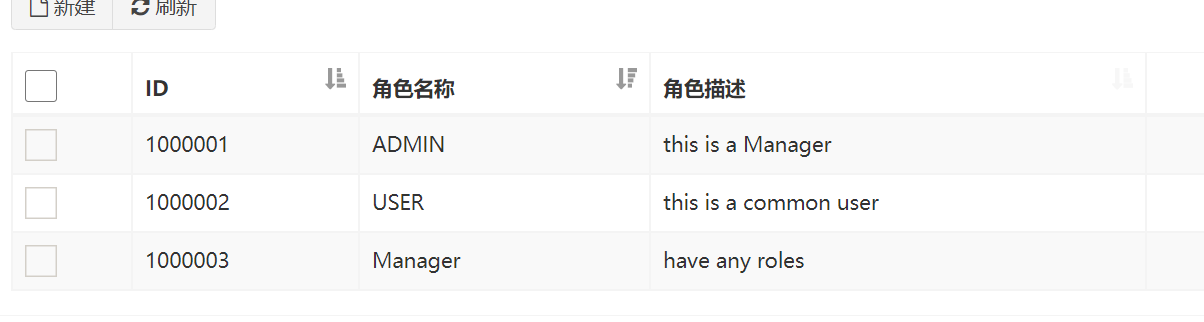 新建 刷新
ID 角色名称 角色描述
1000001 ADMIN this is a Manager
1000002 USER this is a common user
1000003 Manager have any roles